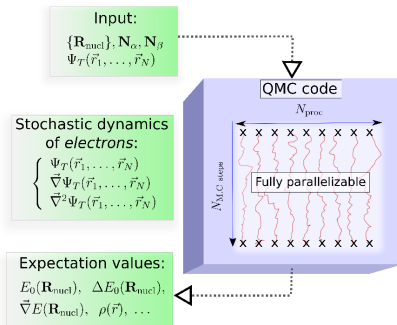 Input:
{R_nucl}, N_α, N_β
Ψ_T(r⃗_1, …, r⃗_N)
QMC code
N_proc
x x x x x x x x x
Stochastic dynamics
of electrons:
Ψ_T(r⃗_1, …, r⃗_N)
∇⃗Ψ_T(r⃗_1, …, r⃗_N)
∇⃗²Ψ_T(r⃗_1, …, r⃗_N)
Fully parallelizable
N_M.C steps
x x x x x x x x x
Expectation values:
E_0(R_nucl), ΔE_0(R_nucl),
∇⃗E(R_nucl), ρ(r⃗), …